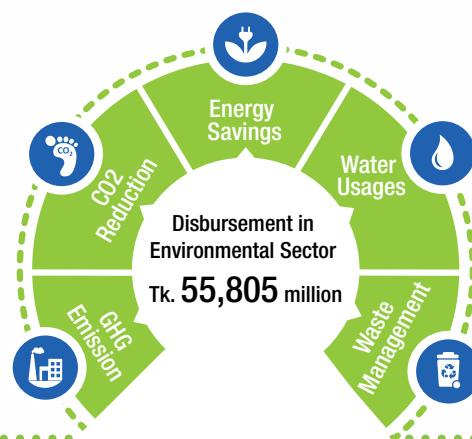 Energy
Savings
CO2
Reduction
CO₂
Water
Usages
Disbursement in
Environmental Sector
Tk. 55,805 million
GHG
Emission
Waste
Management